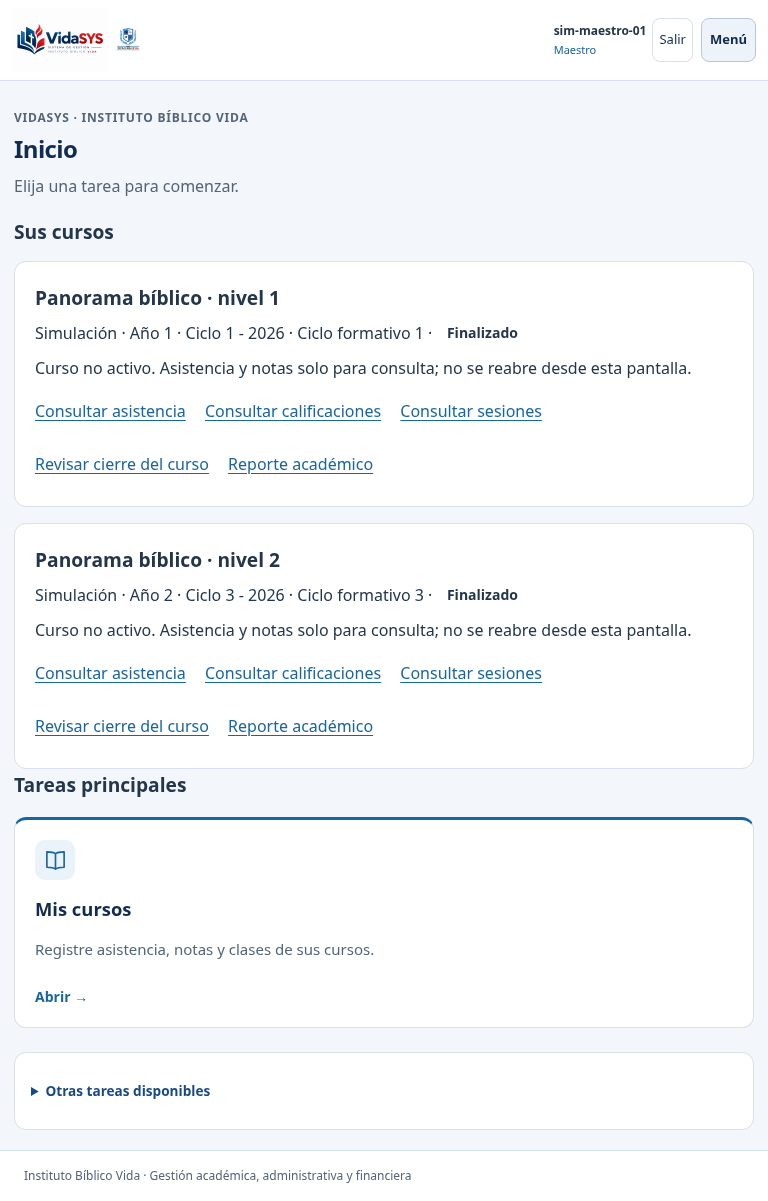 VidaSYS
sim-maestro-01
Maestro
Salir
Menú
VIDASYS · INSTITUTO BÍBLICO VIDA
Inicio
Elija una tarea para comenzar.
Sus cursos
Panorama bíblico · nivel 1
Simulación · Año 1 · Ciclo 1 - 2026 · Ciclo formativo 1 · Finalizado
Curso no activo. Asistencia y notas solo para consulta; no se reabre desde esta pantalla.
Consultar asistencia Consultar calificaciones Consultar sesiones
Revisar cierre del curso Reporte académico
Panorama bíblico · nivel 2
Simulación · Año 2 · Ciclo 3 - 2026 · Ciclo formativo 3 · Finalizado
Curso no activo. Asistencia y notas solo para consulta; no se reabre desde esta pantalla.
Consultar asistencia Consultar calificaciones Consultar sesiones
Revisar cierre del curso Reporte académico
Tareas principales
Mis cursos
Registre asistencia, notas y clases de sus cursos.
Abrir →
Otras tareas disponibles
Instituto Bíblico Vida · Gestión académica, administrativa y financiera